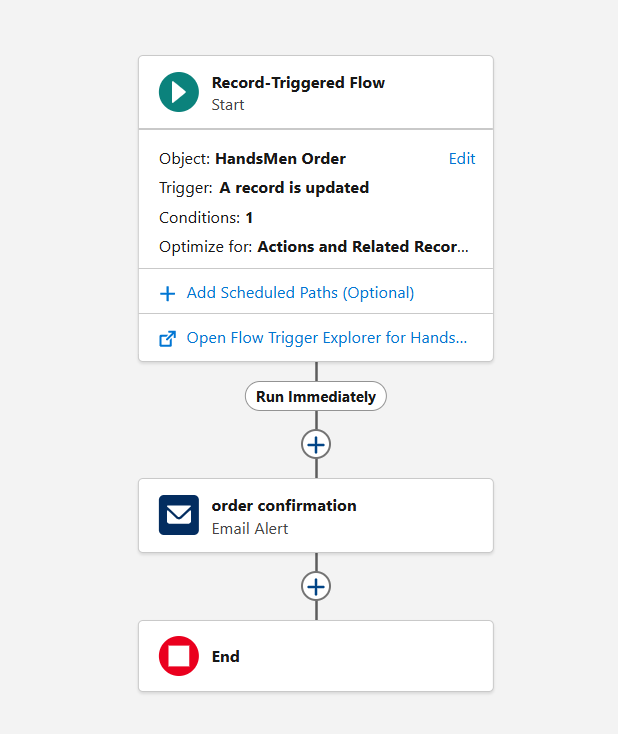 Record-Triggered Flow
Start
Object: HandsMen Order Edit
Trigger: A record is updated
Conditions: 1
Optimize for: Actions and Related Recor...
Add Scheduled Paths (Optional)
Open Flow Trigger Explorer for Hands...
Run Immediately
order confirmation
Email Alert
End